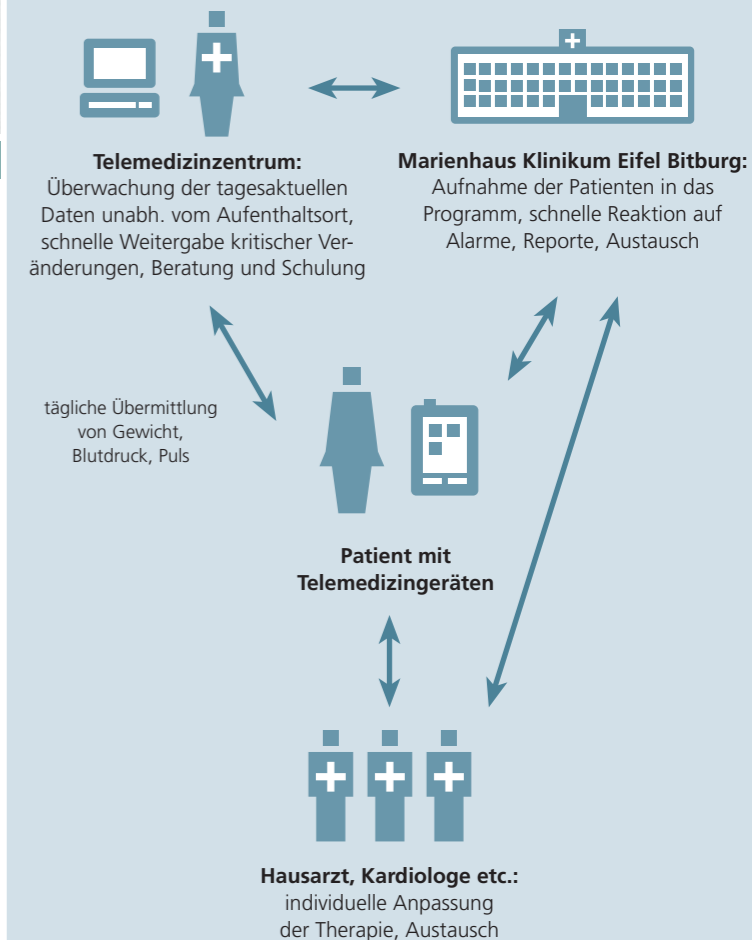 Telemedizinzentrum:
Überwachung der tagesaktuellen
Daten unabh. vom Aufenthaltsort,
schnelle Weitergabe kritischer Ver-
änderungen, Beratung und Schulung
Marienhaus Klinikum Eifel Bitburg:
Aufnahme der Patienten in das
Programm, schnelle Reaktion auf
Alarme, Reporte, Austausch
tägliche Übermittlung
von Gewicht,
Blutdruck, Puls
Patient mit
Telemedizingeräten
Hausarzt, Kardiologe etc.:
individuelle Anpassung
der Therapie, Austausch